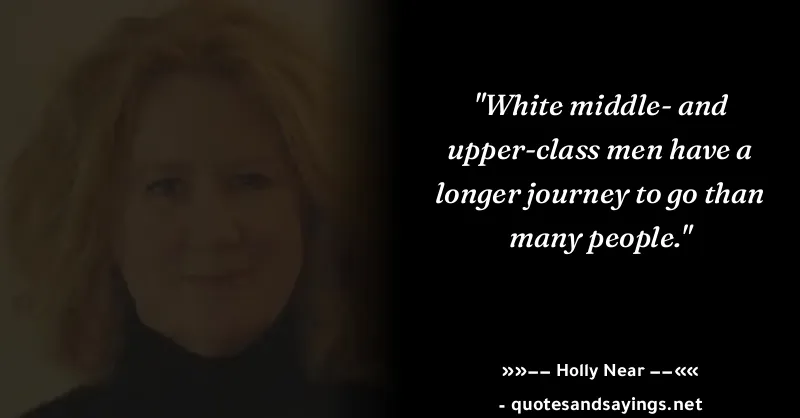 "White middle- and
upper-class men have a
longer journey to go than
many people."
»»–– Holly Near ––««
- quotesandsayings.net